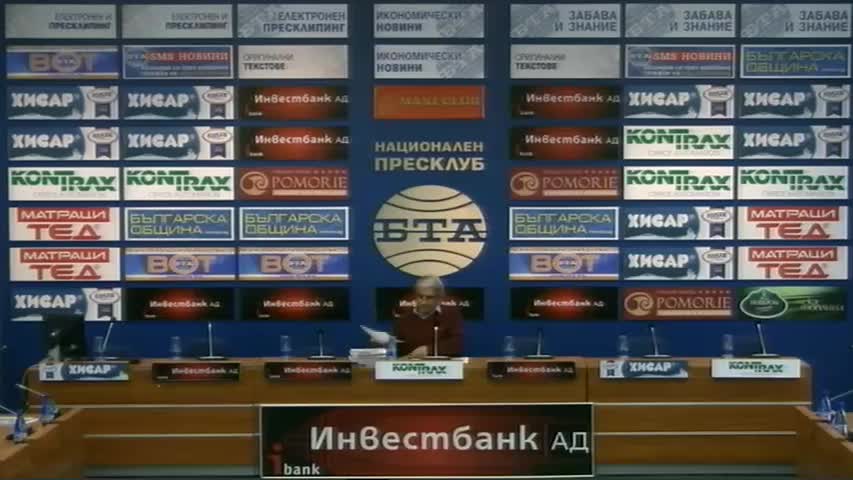 ЕЛЕКТРОНЕН И
ПРЕСКЛИПИНГ
ЕЛЕКТРОНЕН
ПРЕСКЛИПИНГ
ИКОНОМИЧЕСКИ
НОВИНИ
БТА
ЗАБАВА
И ЗНАНИЕ
ЗАБАВА
И ЗНАНИЕ
ВОТ
SMS НОВИНИ
ОРИГИНАЛНИ
ТЕКСТОВЕ
ИКОНОМИЧЕСКИ
НОВИНИ
ОРИГИНАЛНИ
ТЕКСТОВЕ
SMS НОВИНИ
БЪЛГАРСКА
ОБЩИНА
ХИСАР
ХИСАР
ИНВЕСТБАНК АД
MAXI CLUB
ИНВЕСТБАНК АД
ХИСАР
ХИСАР
ХИСАР
ХИСАР
ИНВЕСТБАНК АД
НАЦИОНАЛЕН
ПРЕСКЛУБ
ИНВЕСТБАНК АД
KONTRAX
ХИСАР
KONTRAX
KONTRAX
POMORIE
POMORIE
KONTRAX
KONTRAX
МАТРАЦИ
ТЕД
БЪЛГАРСКА
ОБЩИНА
БЪЛГАРСКА
ОБЩИНА
БТА
БЪЛГАРСКА
ОБЩИНА
ХИСАР
МАТРАЦИ
ТЕД
МАТРАЦИ
ТЕД
ВОТ
ВОТ
ВОТ
ХИСАР
МАТРАЦИ
ТЕД
ХИСАР
ИНВЕСТБАНК АД
ИНВЕСТБАНК АД
ИНВЕСТБАНК АД
POMORIE
ХИСАР
ИНВЕСТБАНК АД
ИНВЕСТБАНК АД
KONTRAX
ИНВЕСТБАНК АД
ХИСАР
KONTRAX
ИНВЕСТБАНК АД
ibank